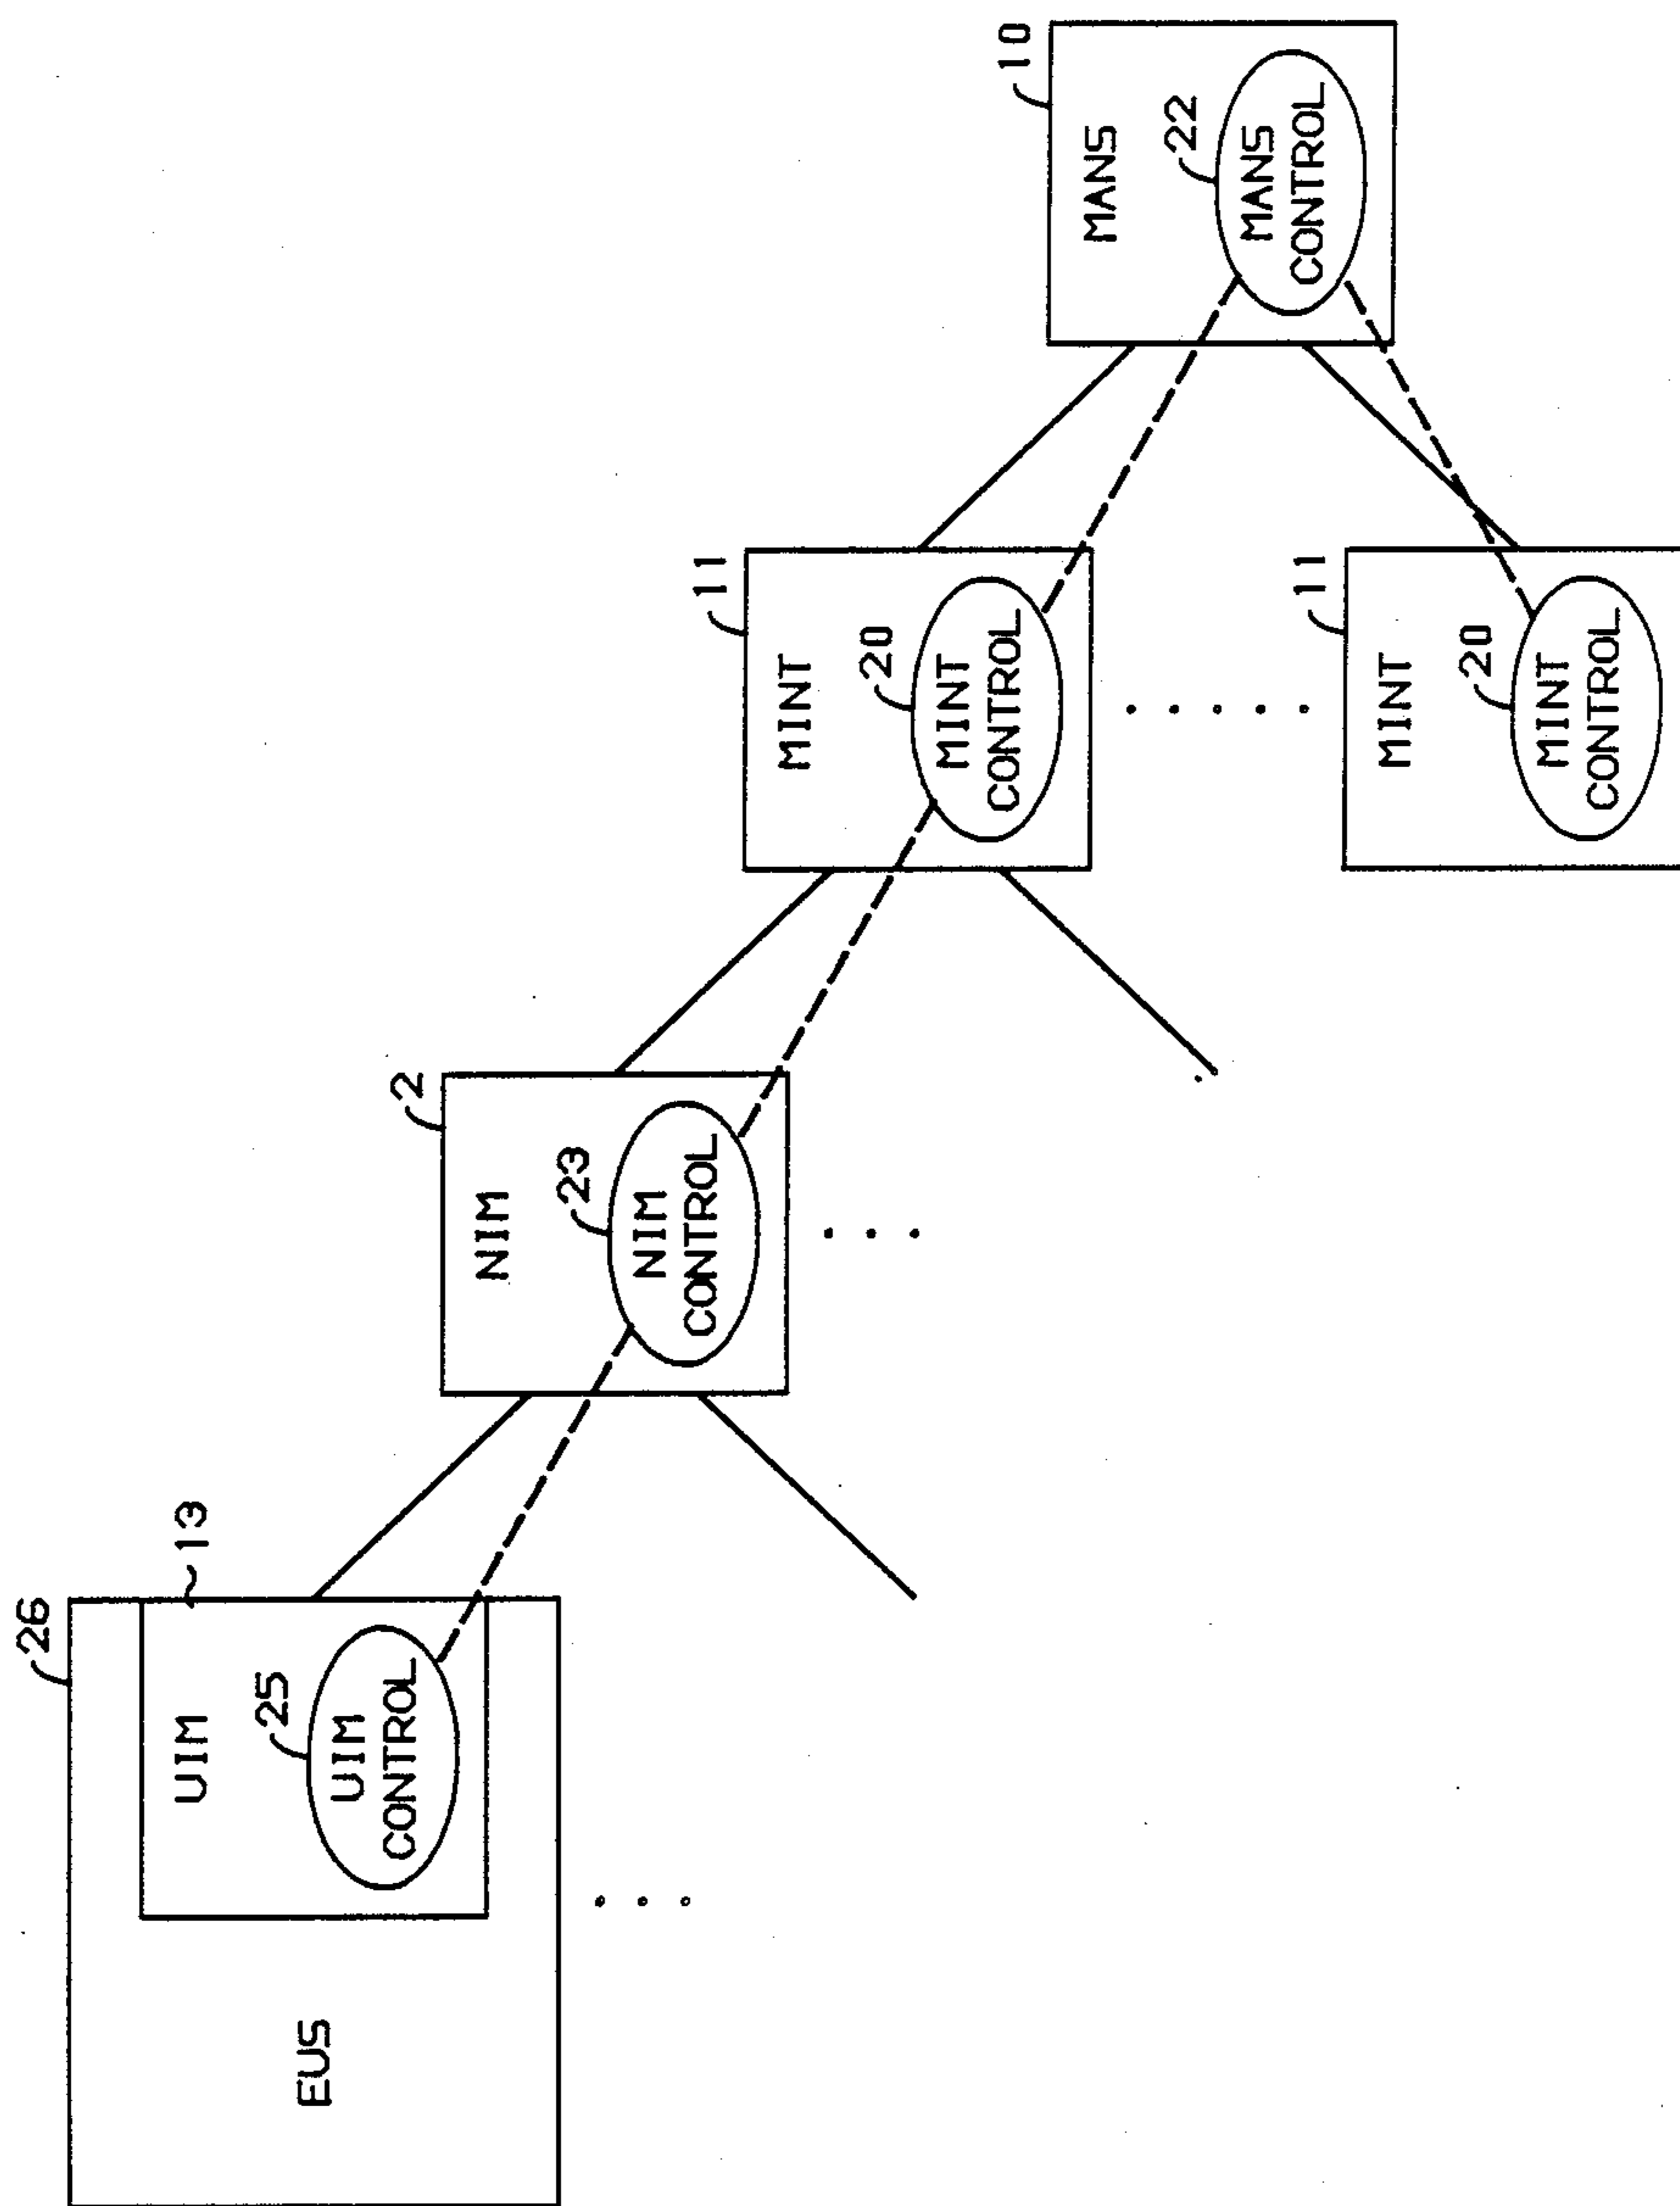 26
13
UIM
25
UIM
CONTROL
EUS
2
NIM
23
NIM
CONTROL
11
MINT
20
MINT
CONTROL
10
MANS
22
MANS
CONTROL
11
MINT
20
MINT
CONTROL